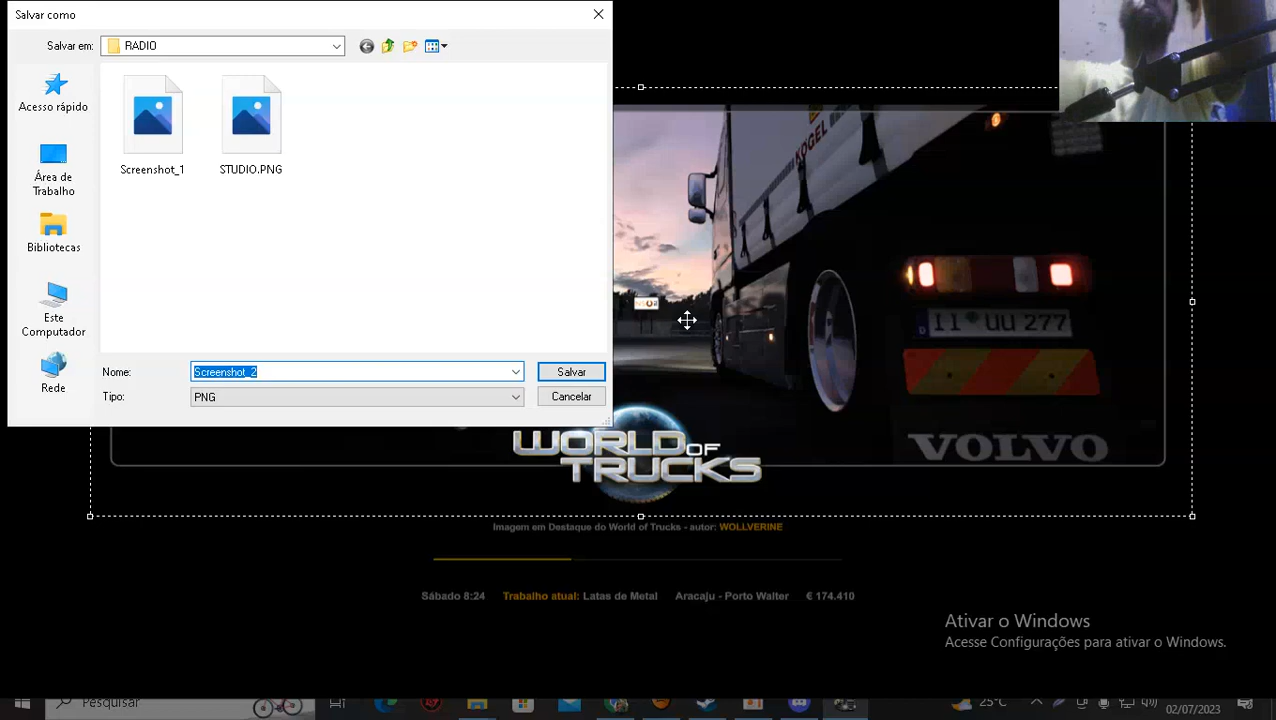 Salvar como
Salvar em:
RADIO
Acesso rápido
Área de
Trabalho
Bibliotecas
Este
Computador
Rede
Screenshot_1
STUDIO.PNG
Nome:
Screenshot_2
Salvar
Tipo:
PNG
Cancelar
KÖGEL
II UU 277
VOLVO
WORLD OF
TRUCKS
Imagem em Destaque do World of Trucks - autor: WOLLVERINE
Sábado 8:24 Trabalho atual: Latas de Metal Aracaju - Porto Walter € 174.410
Ativar o Windows
Acesse Configurações para ativar o Windows.
Pesquisar
25°C
02/07/2023